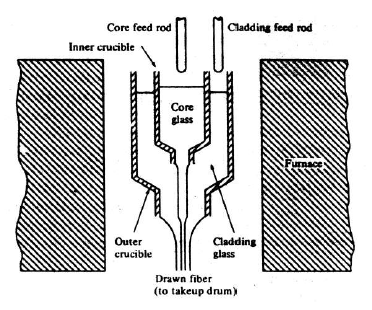 Core feed rod
Cladding feed rod
Inner crucible
Core
glass
Furnace
Outer
crucible
Cladding
glass
Drawn fiber
(to takeup drum)